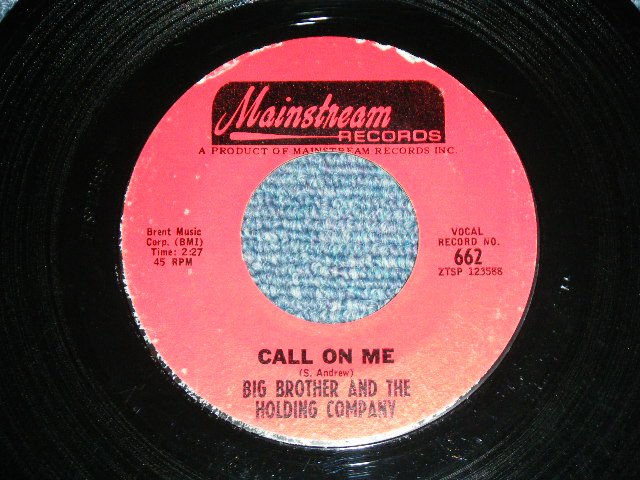 Mainstream
RECORDS
A PRODUCT OF MAINSTREAM RECORDS INC.
Brent Music
Corp. (BMI)
Time: 2:27
45 RPM
VOCAL
RECORD NO.
662
ZTSP 123588
CALL ON ME
(S. Andrew)
BIG BROTHER AND THE
HOLDING COMPANY